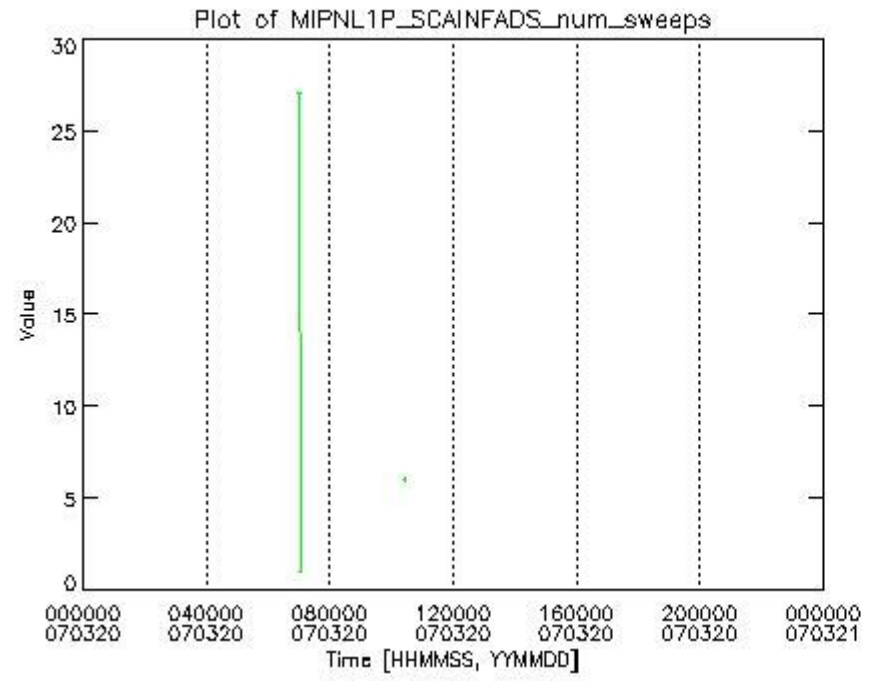 Plot of MIPNL1P_SCAINFADS_num_sweeps
30
25
20
15
10
5
0
Value
000000 040000 080000 120000 160000 200000 000000
070320 070320 070320 070320 070320 070320 070321
Time [HHMMSS, YYMMDD]